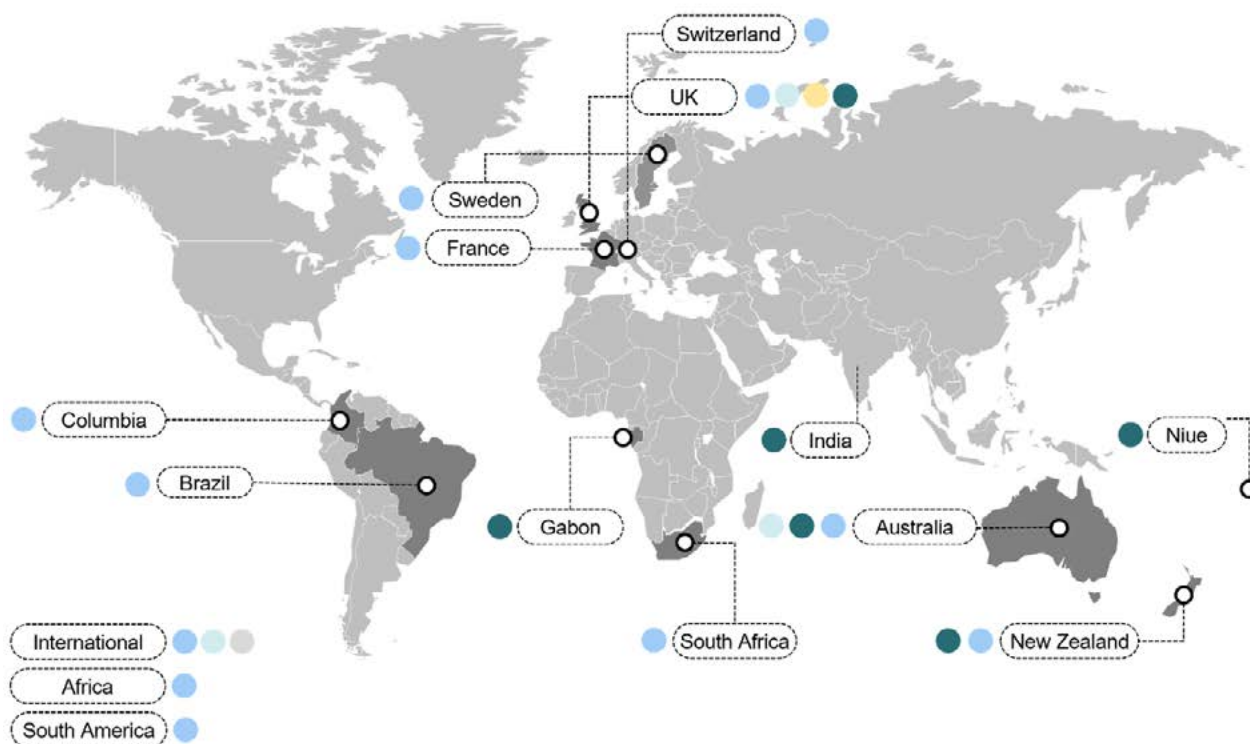 Switzerland
UK
Sweden
France
Columbia
Brazil
India
Niue
Gabon
Australia
International
South Africa
New Zealand
Africa
South America